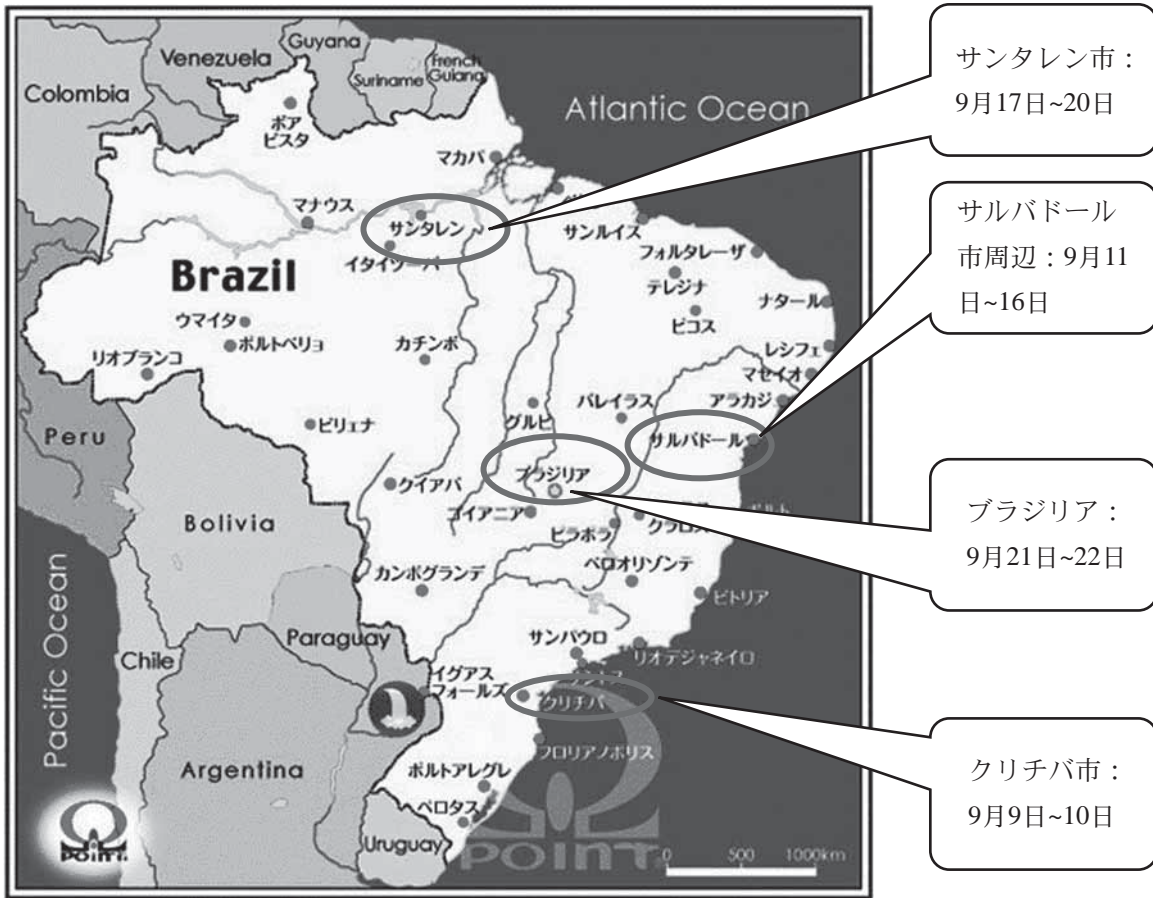 Guyana
Venezuela
Suriname
French
Guiana
Colombia
Atlantic Ocean
ボア
ビスタ
マカパ
マナウス
サンタレン
サンルイス
イタイツーバ
フォルタレーザ
テレジナ
ナタール
ピコス
Brazil
ウマイタ
ポルトベリョ
カチンボ
レシフェ
リオブランコ
マセイオ
アラカジ
バレイラス
グルピ
Peru
ビリェナ
サルバドール
ブラジリア
クイアバ
ゴイアニア
ピラポラ
クラロス
ポルト
Bolivia
ベロオリゾンテ
カンポグランデ
ビトリア
Pacific Ocean
Paraguay
サンパウロ
リオデジャネイロ
サントス
Chile
イグアス
フォールズ
クリチバ
フロリアノポリス
Argentina
ポルトアレグレ
ペロタス
Uruguay
POINT.
POINT.
0 500 1000km
サンタレン市：
9月17日~20日
サルバドール
市周辺：9月11
日~16日
ブラジリア：
9月21日~22日
クリチバ市：
9月9日~10日